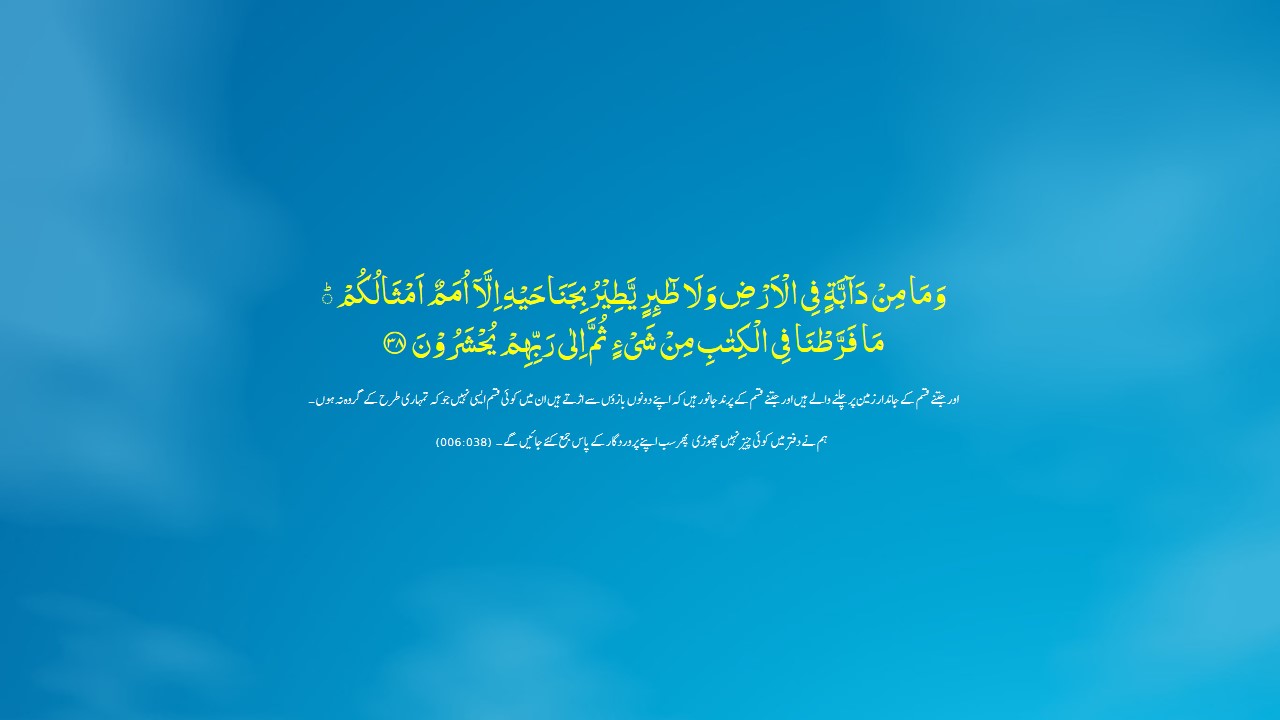 وَمَا مِنْ دَآبَّةٍ فِى الْاَرْضِ وَلَا طٰٓئِرٍ يَّطِيْرُ بِجَنَاحَيْهِ اِلَّاۤ اُمَمٌ اَمْثَالُكُمْ ؕ
مَا فَرَّطْنَا فِى الْكِتٰبِ مِنْ شَىْءٍ ثُمَّ اِلٰى رَبِّهِمْ يُحْشَرُوْنَ ﴿۳۸﴾
اور جتنے قسم کے جاندار زمین پر چلنے والے ہیں اور جتنے قسم کے پرند جانور ہیں کہ اپنے دونوں بازؤں سے اڑتے ہیں ان میں کوئی قسم ایسی نہیں جو کہ تمہاری طرح کے گروہ نہ ہوں۔
ہم نے دفتر میں کوئی چیز نہیں چھوڑی پھر سب اپنے پروردگار کے پاس جمع کئے جائیں گے۔ (006:038)